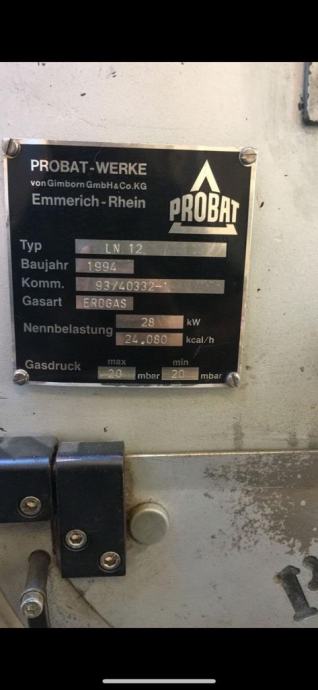 PROBAT-WERKE
von Gimborn GmbH & Co. KG
Emmerich-Rhein
PROBAT
Typ LN 12
Baujahr 1994
Komm. 93/40332-1
Gasart ERDGAS
Nennbelastung 28 kW
24,080 kcal/h
max min
Gasdruck 20 mbar 20 mbar